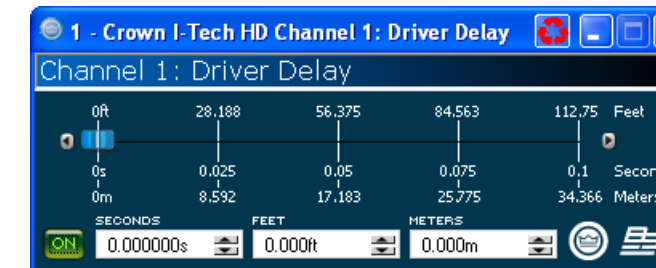 1 - Crown I-Tech HD Channel 1: Driver Delay
Channel 1: Driver Delay
0ft 28.188 56.375 84.563 112.75 Feet
0s 0.025 0.05 0.075 0.1 Secon
0m 8.592 17.183 25.775 34.366 Meters
SECONDS FEET METERS
ON 0.000000s 0.000ft 0.000m